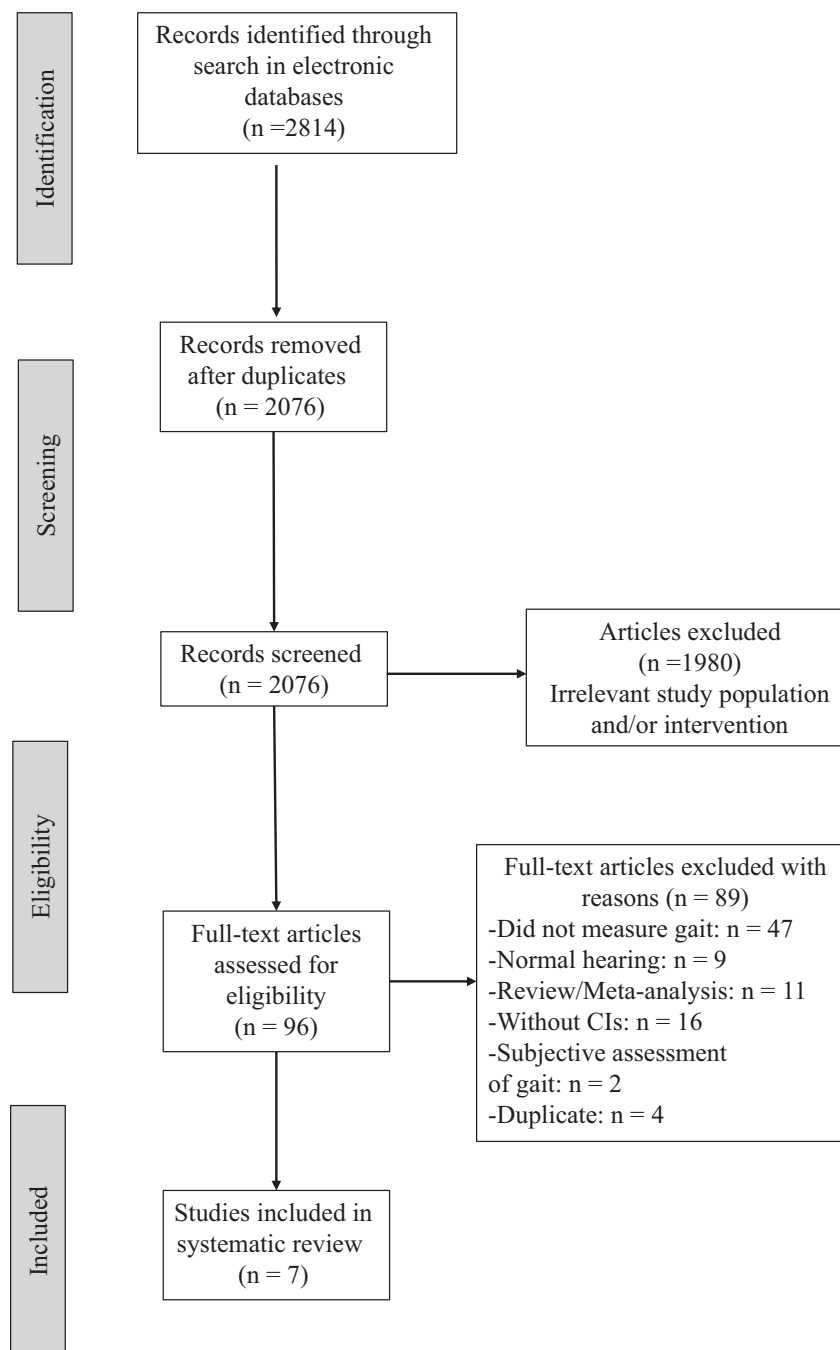 Identification
Records identified through
search in electronic
databases
(n =2814)
Screening
Records removed
after duplicates
(n = 2076)
Records screened
(n = 2076)
Articles excluded
(n =1980)
Irrelevant study population
and/or intervention
Eligibility
Full-text articles
assessed for
eligibility
(n = 96)
Full-text articles excluded with
reasons (n = 89)
-Did not measure gait: n = 47
-Normal hearing: n = 9
-Review/Meta-analysis: n = 11
-Without CIs: n = 16
-Subjective assessment
of gait: n = 2
-Duplicate: n = 4
Included
Studies included in
systematic review
(n = 7)